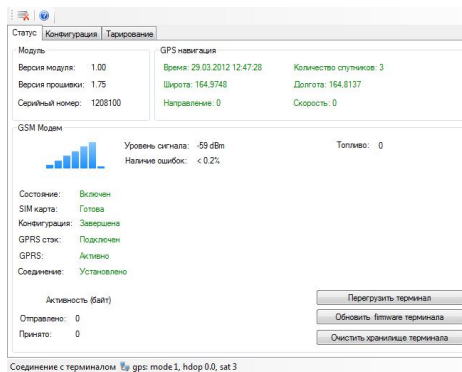 Статус Конфигурация Тарирование
Модуль
Версия модуля: 1.00
Версия прошивки: 1.75
Серийный номер: 1208100
GPS навигация
Время: 29.03.2012 12:47:28 Количество спутников: 3
Широта: 164.9748 Долгота: 164.8137
Направление: 0 Скорость: 0
GSM Модем
Уровень сигнала: -59 dBm Топливо: 0
Наличие ошибок: < 0.2%
Состояние: Включен
SIM карта: Готова
Конфигурация: Завершена
GPRS стэк: Подключен
GPRS: Активно
Соединение: Установлено
Активность (байт)
Отправлено: 0
Принято: 0
Перегрузить терминал
Обновить firmware терминала
Очистить хранилище терминала
Соединение с терминалом gps: mode 1, hdop 0.0, sat 3